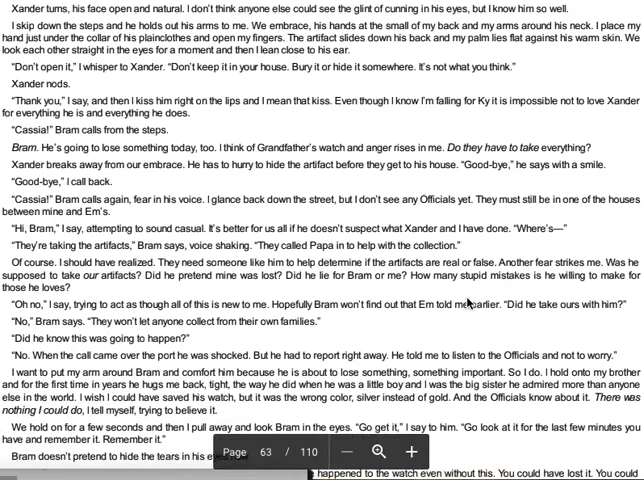 Xander turns, his face open and natural. I don't think anyone else could see the glint of cunning in his eyes, but I know him so well.
I skip down the steps and he holds out his arms to me. We embrace, his hands at the small of my back and my arms around his neck. I place my
hand just under the collar of his plainclothes and open my fingers. The artifact slides down his back and my palm lies flat against his warm skin. We
look each other straight in the eyes for a moment and then I lean close to his ear.
“Don't open it,” I whisper to Xander. “Don't keep it in your house. Bury it or hide it somewhere. It's not what you think.”
Xander nods.
“Thank you,” I say, and then I kiss him right on the lips and I mean that kiss. Even though I know I'm falling for Ky it is impossible not to love Xander
for everything he is and everything he does.
“Cassia!” Bram calls from the steps.
Bram. He's going to lose something today, too. I think of Grandfather's watch and anger rises in me. Do they have to take everything?
Xander breaks away from our embrace. He has to hurry to hide the artifact before they get to his house. “Good-bye,” he says with a smile.
“Good-bye,” I call back.
“Cassia!” Bram calls again, fear in his voice. I glance back down the street, but I don't see any Officials yet. They must still be in one of the houses
between mine and Em's.
“Hi, Bram,” I say, attempting to sound casual. It's better for us all if he doesn't suspect what Xander and I have done. “Where's—”
“They're taking the artifacts,” Bram says, voice shaking. “They called Papa in to help with the collection.”
Of course. I should have realized. They need someone like him to help determine if the artifacts are real or false. Another fear strikes me. Was he
supposed to take our artifacts? Did he pretend mine was lost? Did he lie for Bram or me? How many stupid mistakes is he willing to make for
those he loves?
“Oh no,” I say, trying to act as though all of this is new to me. Hopefully Bram won't find out that Em told me earlier. “Did he take ours with him?”
“No,” Bram says. “They won't let anyone collect from their own families.”
“Did he know this was going to happen?”
“No. When the call came over the port he was shocked. But he had to report right away. He told me to listen to the Officials and not to worry.”
I want to put my arm around Bram and comfort him because he is about to lose something, something important. So I do. I hold onto my brother
and for the first time in years he hugs me back, tight, the way he did when he was a little boy and I was the big sister he admired more than anyone
else in the world. I wish I could have saved his watch, but it was the wrong color, silver instead of gold. And the Officials know about it. There was
nothing I could do, I tell myself, trying to believe it.
We hold on for a few seconds and then I pull away and look Bram in the eyes. “Go get it,” I say to him. “Go look at it for the last few minutes you
have and remember it. Remember it.”
Bram doesn't pretend to hide the tears in his
Page 63 / 110
happened to the watch even without this. You could have lost it. You could